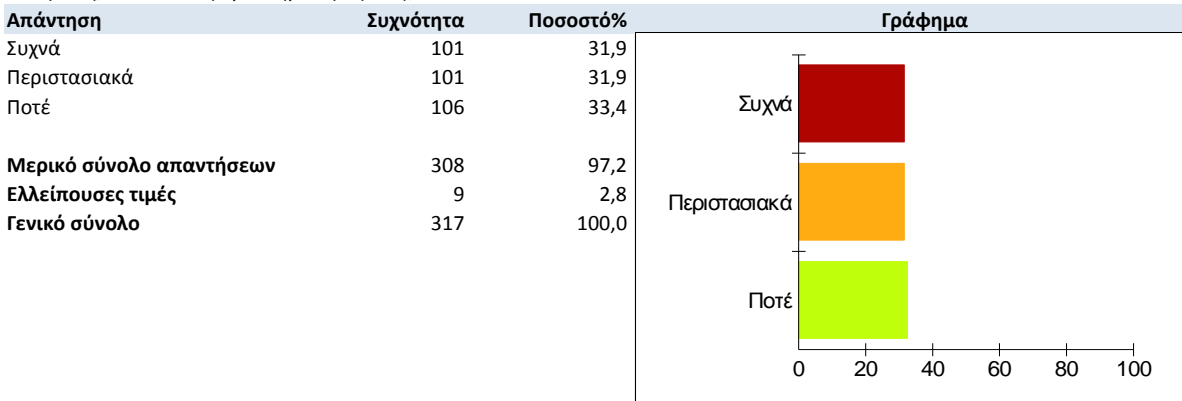 Απάντηση Συχνότητα Ποσοστό% Γράφημα
Συχνά 101 31,9
Περιστασιακά 101 31,9
Ποτέ 106 33,4
Μερικό σύνολο απαντήσεων 308 97,2
Ελλείπουσες τιμές 9 2,8
Γενικό σύνολο 317 100,0
Συχνά
Περιστασιακά
Ποτέ
0 20 40 60 80 100